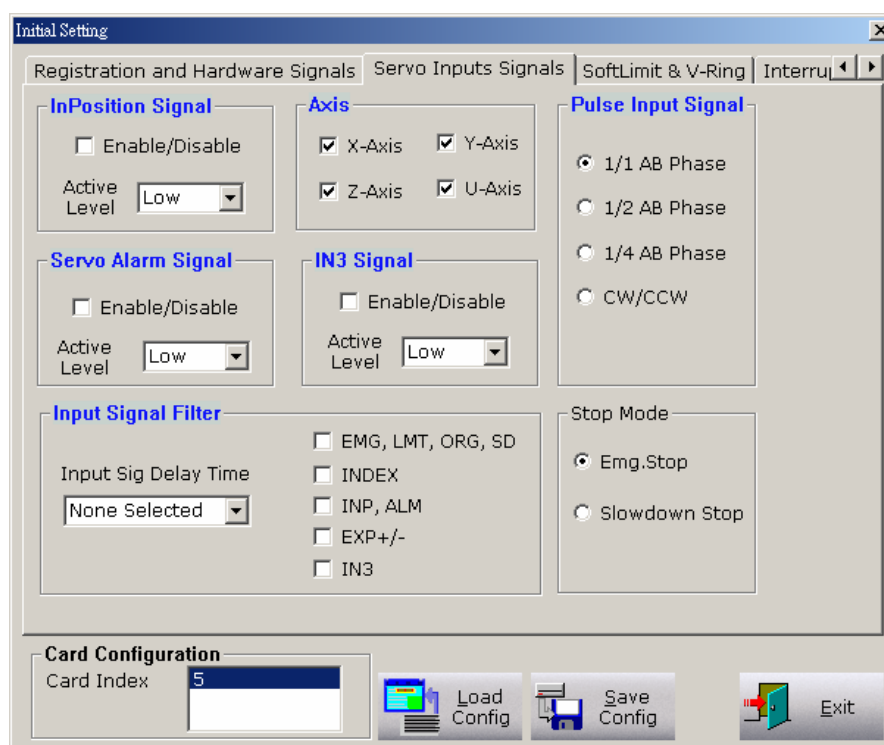 Initial Setting
Registration and Hardware Signals
Servo Inputs Signals
SoftLimit & V-Ring
InPosition Signal
Enable/Disable
Active
Level
Low
Axis
X-Axis
Y-Axis
Z-Axis
U-Axis
Pulse Input Signal
1/1 AB Phase
1/2 AB Phase
1/4 AB Phase
CW/CCW
Servo Alarm Signal
Enable/Disable
Active
Level
Low
IN3 Signal
Enable/Disable
Active
Level
Low
Input Signal Filter
Input Sig Delay Time
None Selected
EMG, LMT, ORG, SD
INDEX
INP, ALM
EXP+/-
IN3
Stop Mode
Emg.Stop
Slowdown Stop
Card Configuration
Card Index
5
Load
Config
Save
Config
Exit